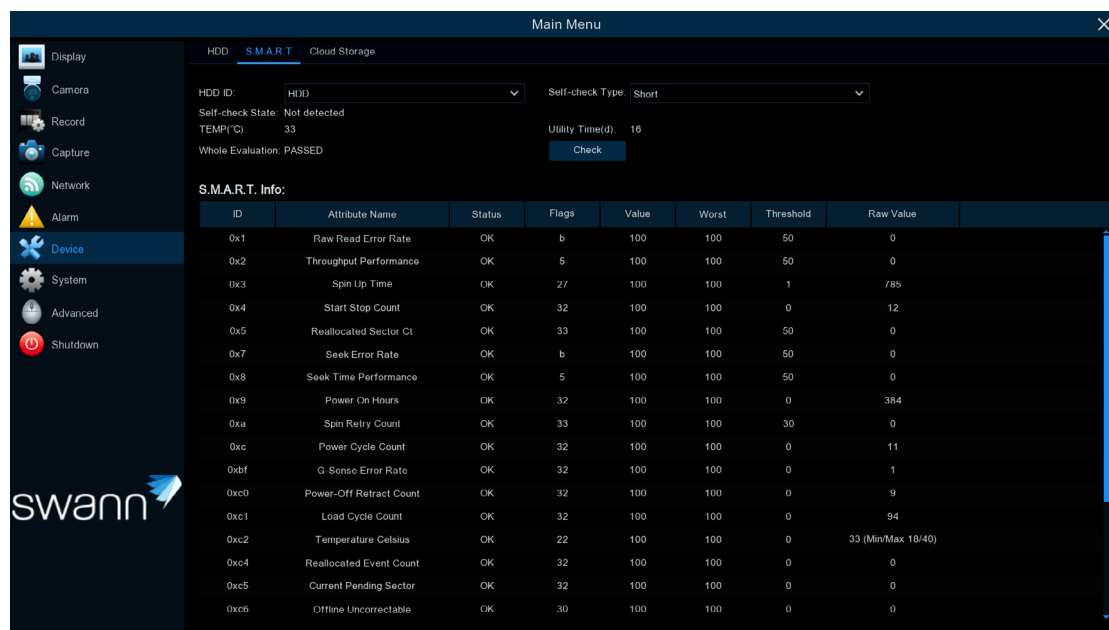 Main Menu
Display
Camera
Record
Capture
Network
Alarm
Device
System
Advanced
Shutdown
swann
HDD S.M.A.R.T Cloud Storage
HDD ID: HDD Self-check Type. Short
Self-check State: Not detected
TEMP(°C). 33 Utility Time(d). 16
Whole Evaluation: PASSED Check
S.M.A.R.T. Info:
ID Attribute Name Status Flags Value Worst Threshold Raw Value
0x1 Raw Read Error Rate OK b 100 100 50 0
0x2 Throughput Performance OK 5 100 100 50 0
0x3 Spin Up Time OK 27 100 100 1 785
0x4 Start Stop Count OK 32 100 100 0 12
0x5 Reallocated Sector Ct OK 33 100 100 50 0
0x7 Seek Error Rate OK b 100 100 50 0
0x8 Seek Time Performance OK 5 100 100 50 0
0x9 Power On Hours OK 32 100 100 0 384
0xa Spin Retry Count OK 33 100 100 30 0
0xc Power Cycle Count OK 32 100 100 0 11
0xbf G-Sense Error Rate OK 32 100 100 0 1
0xc0 Power-Off Retract Count OK 32 100 100 0 9
0xc1 Load Cycle Count OK 32 100 100 0 94
0xc2 Temperature Celsius OK 22 100 100 0 33 (Min/Max 18/40)
0xc4 Reallocated Event Count OK 32 100 100 0 0
0xc5 Current Pending Sector OK 32 100 100 0 0
0xc6 Offline Uncorrectable OK 30 100 100 0 0